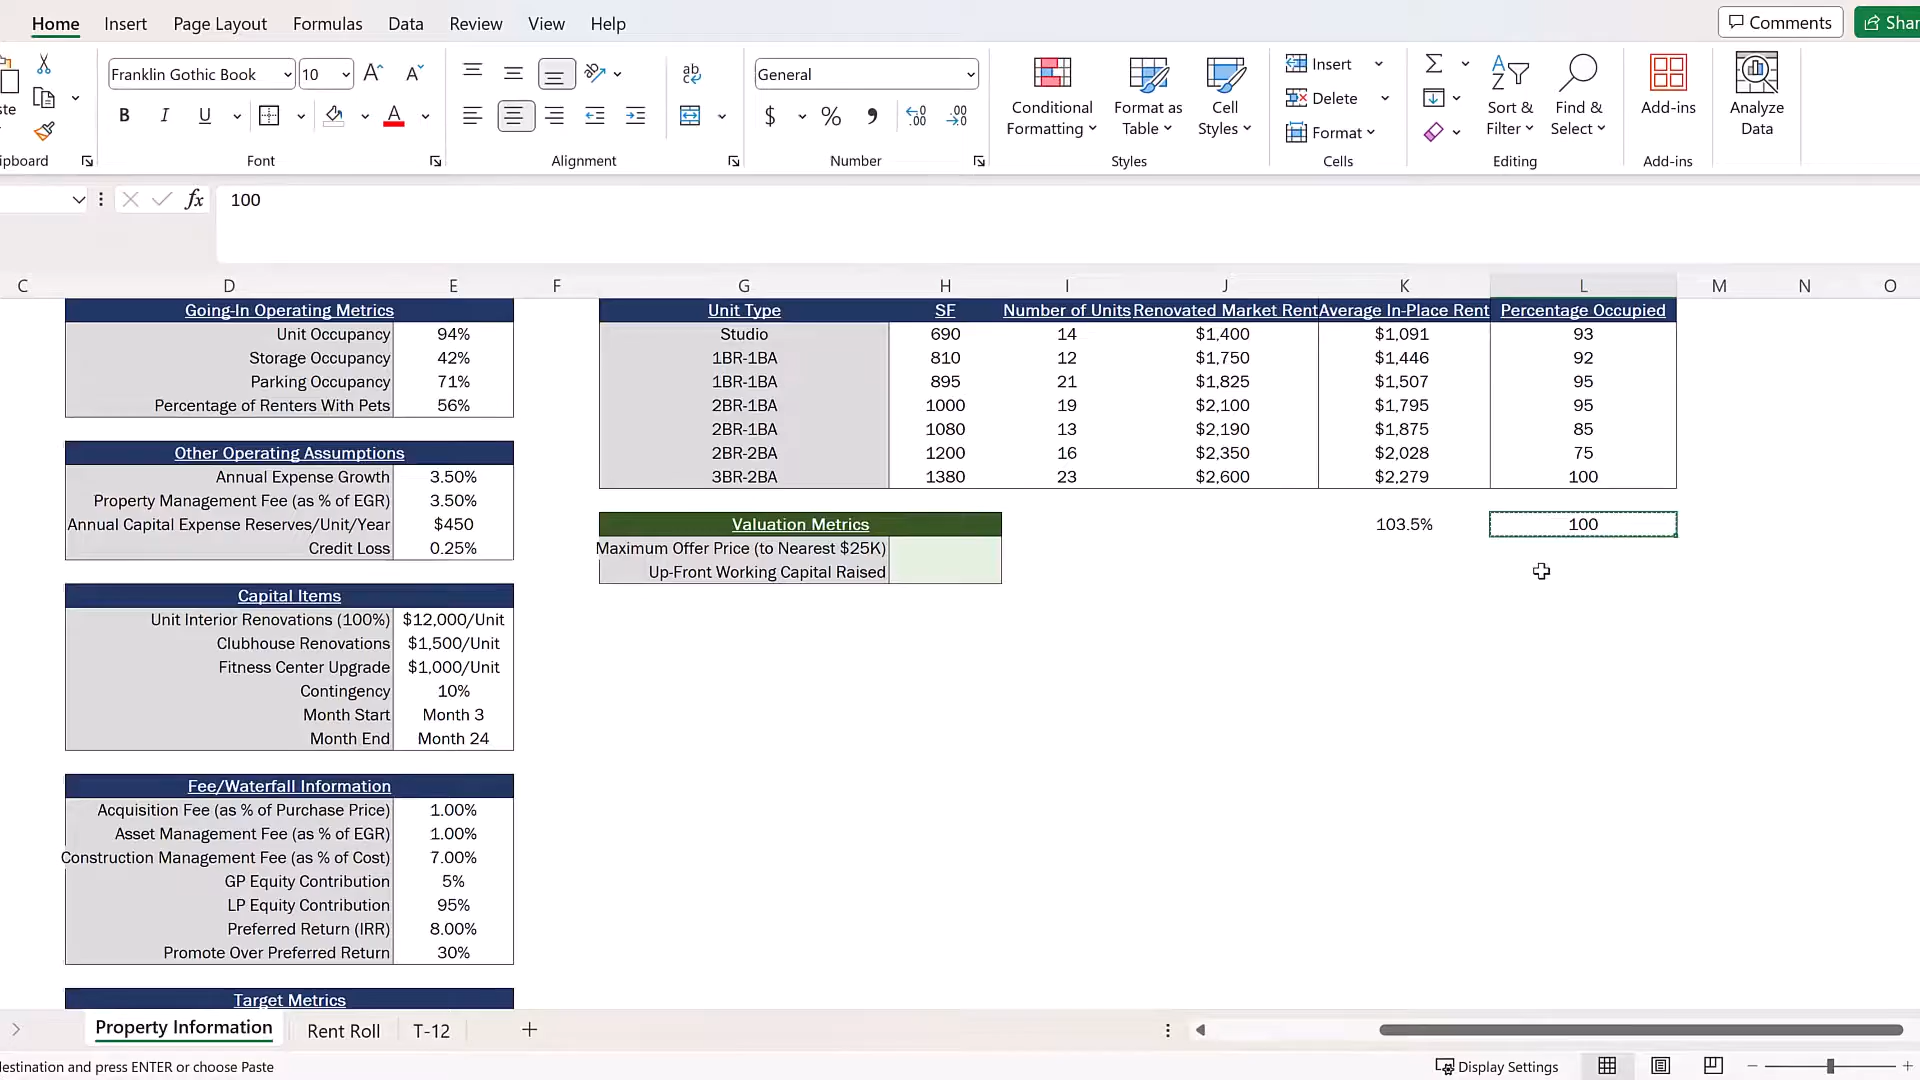 Home Insert Page Layout Formulas Data Review View Help Comments Shar
Franklin Gothic Book 10 General Insert
Conditional Formatting Format as Table Cell Styles Delete Sort & Filter Find & Select Add-ins Analyze Data
B I U $ % Format
ipboard Font Alignment Number Styles Cells Editing Add-ins
fx 100
C D E F G H I J K L M N O
Going-In Operating Metrics
Unit Occupancy 94%
Storage Occupancy 42%
Parking Occupancy 71%
Percentage of Renters With Pets 56%
Other Operating Assumptions
Annual Expense Growth 3.50%
Property Management Fee (as % of EGR) 3.50%
Annual Capital Expense Reserves/Unit/Year $450
Credit Loss 0.25%
Capital Items
Unit Interior Renovations (100%) $12,000/Unit
Clubhouse Renovations $1,500/Unit
Fitness Center Upgrade $1,000/Unit
Contingency 10%
Month Start Month 3
Month End Month 24
Fee/Waterfall Information
Acquisition Fee (as % of Purchase Price) 1.00%
Asset Management Fee (as % of EGR) 1.00%
Construction Management Fee (as % of Cost) 7.00%
GP Equity Contribution 5%
LP Equity Contribution 95%
Preferred Return (IRR) 8.00%
Promote Over Preferred Return 30%
Target Metrics
Unit Type SF Number of Units Renovated Market Rent Average In-Place Rent Percentage Occupied
Studio 690 14 $1,400 $1,091 93
1BR-1BA 810 12 $1,750 $1,446 92
1BR-1BA 895 21 $1,825 $1,507 95
2BR-1BA 1000 19 $2,100 $1,795 95
2BR-1BA 1080 13 $2,190 $1,875 85
2BR-2BA 1200 16 $2,350 $2,028 75
3BR-2BA 1380 23 $2,600 $2,279 100
Valuation Metrics 103.5% 100
Maximum Offer Price (to Nearest $25K)
Up-Front Working Capital Raised
Property Information Rent Roll T-12
estination and press ENTER or choose Paste Display Settings